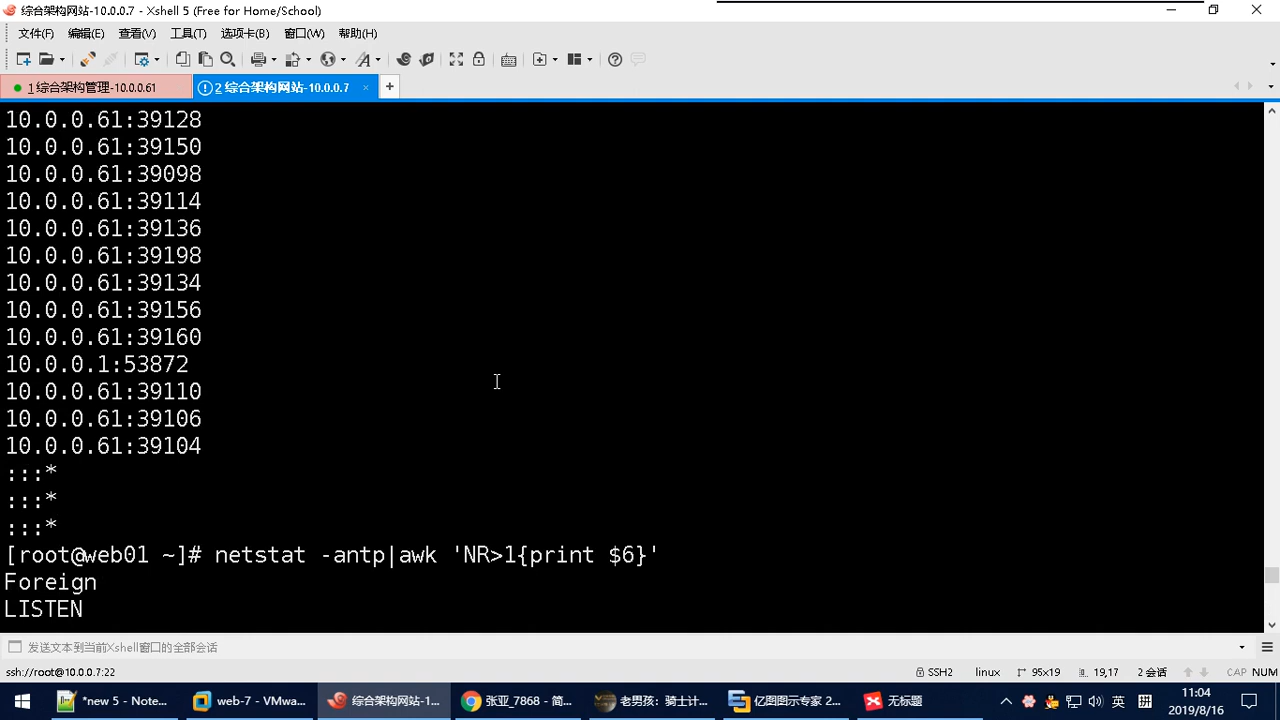 综合架构网站-10.0.0.7 - Xshell 5 (Free for Home/School)
文件(F) 编辑(E) 查看(V) 工具(T) 选项卡(B) 窗口(W) 帮助(H)
1 综合架构管理-10.0.0.61 2 综合架构网站-10.0.0.7 × +
10.0.0.61:39128
10.0.0.61:39150
10.0.0.61:39098
10.0.0.61:39114
10.0.0.61:39136
10.0.0.61:39198
10.0.0.61:39134
10.0.0.61:39156
10.0.0.61:39160
10.0.0.1:53872
10.0.0.61:39110
10.0.0.61:39106
10.0.0.61:39104
:::*
:::*
:::*
[root@web01 ~]# netstat -antp|awk 'NR>1{print $6}'
Foreign
LISTEN
发送文本到当前Xshell窗口的全部会话
ssh://root@10.0.0.7:22 SSH2 linux 95x19 19,17 2 会话 CAP NUM
*new 5 - Note... web-7 - VMwa... 综合架构网站-1... 张亚_7868 - 简... 老男孩: 骑士计... 亿图图示专家 2... 无标题 英 拼 11:04
2019/8/16